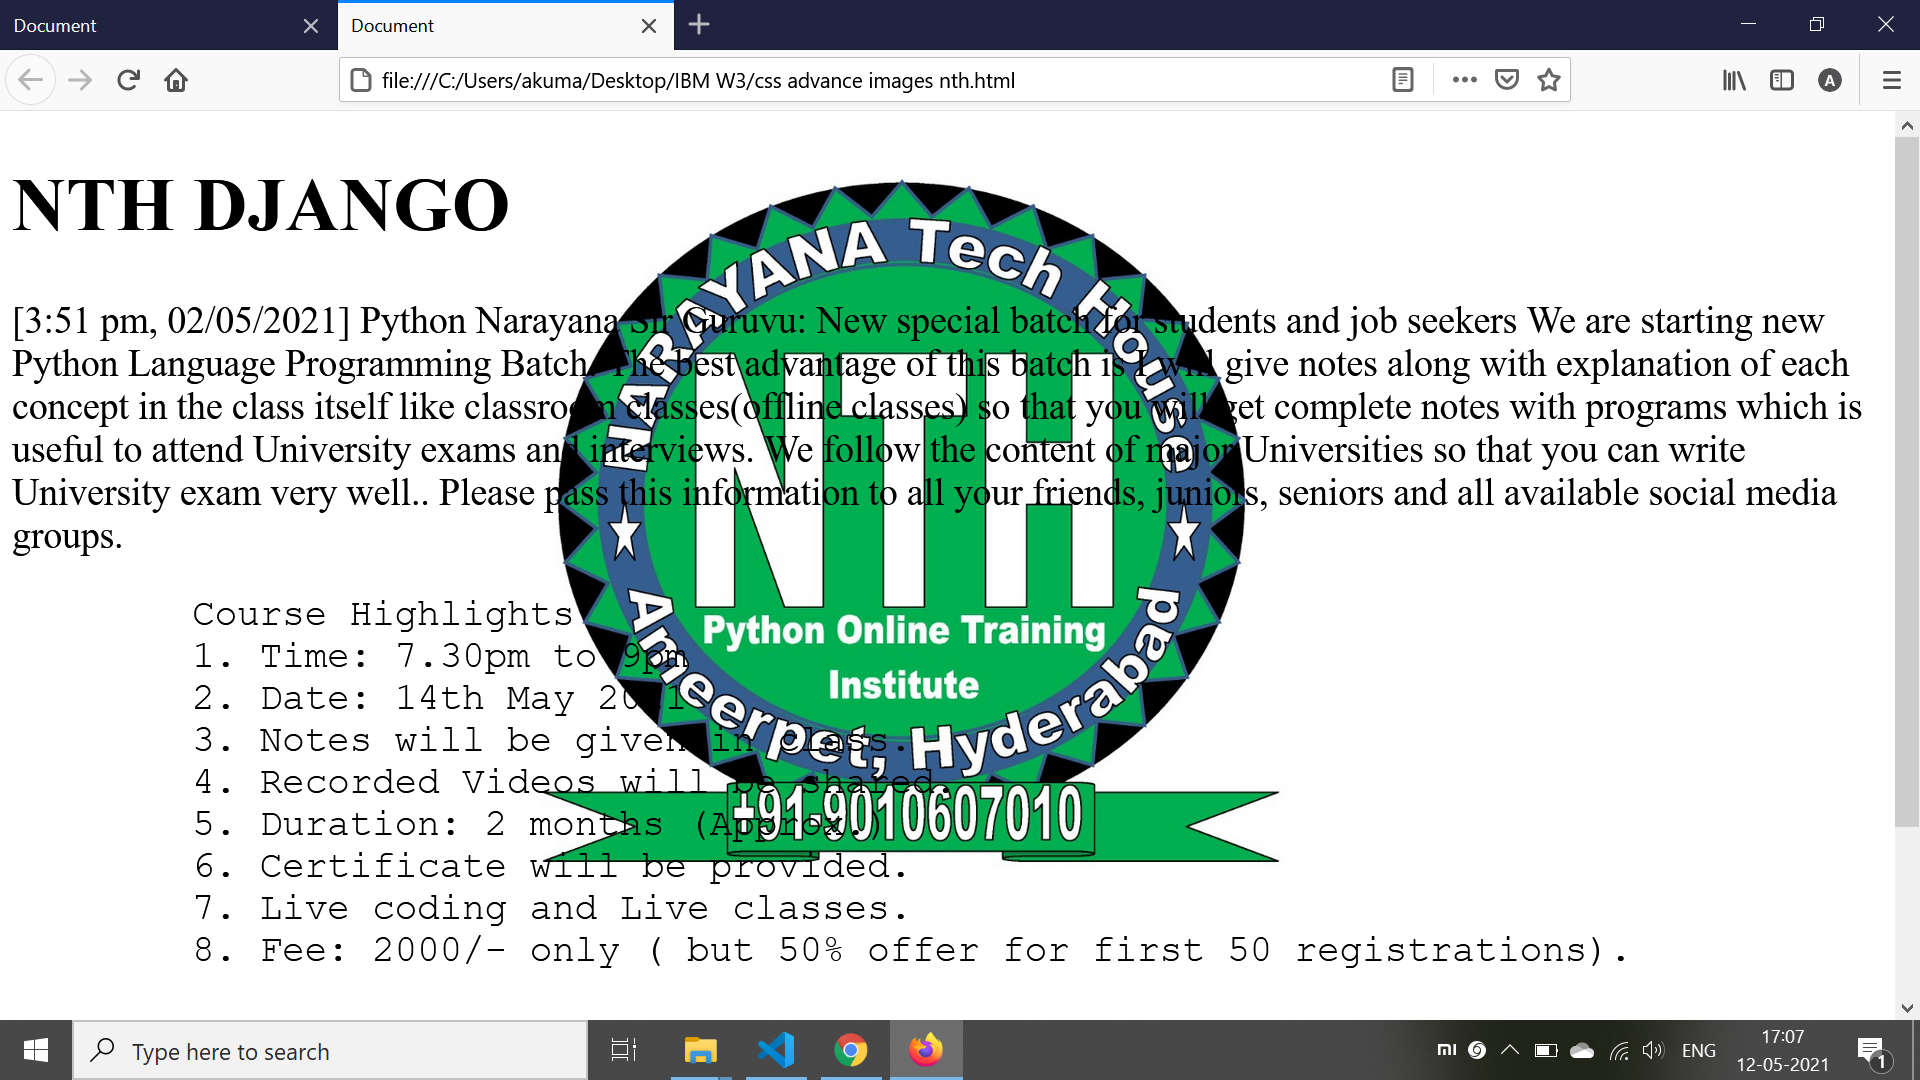 Document
Document
file:///C:/Users/akuma/Desktop/IBM W3/css advance images nth.html
A
NTH DJANGO
[3:51 pm, 02/05/2021] Python Narayana Sir Guruvu: New special batch for students and job seekers We are starting new
Python Language Programming Batch. The best advantage of this batch is I will give notes along with explanation of each
concept in the class itself like classroom classes(offline classes) so that you will get complete notes with programs which is
useful to attend University exams and interviews. We follow the content of major Universities so that you can write
University exam very well.. Please pass this information to all your friends, juniors, seniors and all available social media
groups.
NARAYANA Tech House
NTH
Python Online Training
Institute
Ameerpet, Hyderabad
+91-9010607010
Course Highlights
1. Time: 7.30pm to 9pm
2. Date: 14th May 2021
3. Notes will be given in class.
4. Recorded Videos will be shared.
5. Duration: 2 months (Approx.)
6. Certificate will be provided.
7. Live coding and Live classes.
8. Fee: 2000/- only ( but 50% offer for first 50 registrations).
Type here to search
MI
ENG
17:07
12-05-2021
1